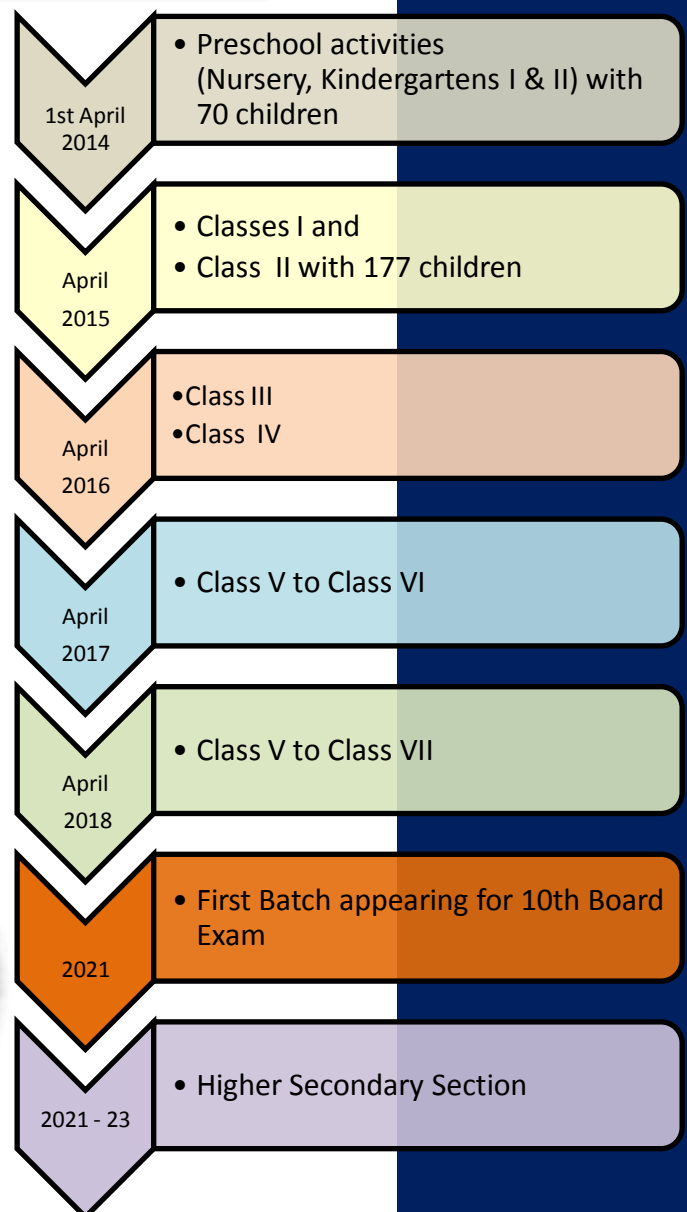 1st April
2014
• Preschool activities
(Nursery, Kindergartens I & II) with
70 children
April
2015
• Classes I and
• Class II with 177 children
April
2016
•Class III
•Class IV
April
2017
• Class V to Class VI
April
2018
• Class V to Class VII
2021
• First Batch appearing for 10th Board
Exam
2021 - 23
• Higher Secondary Section